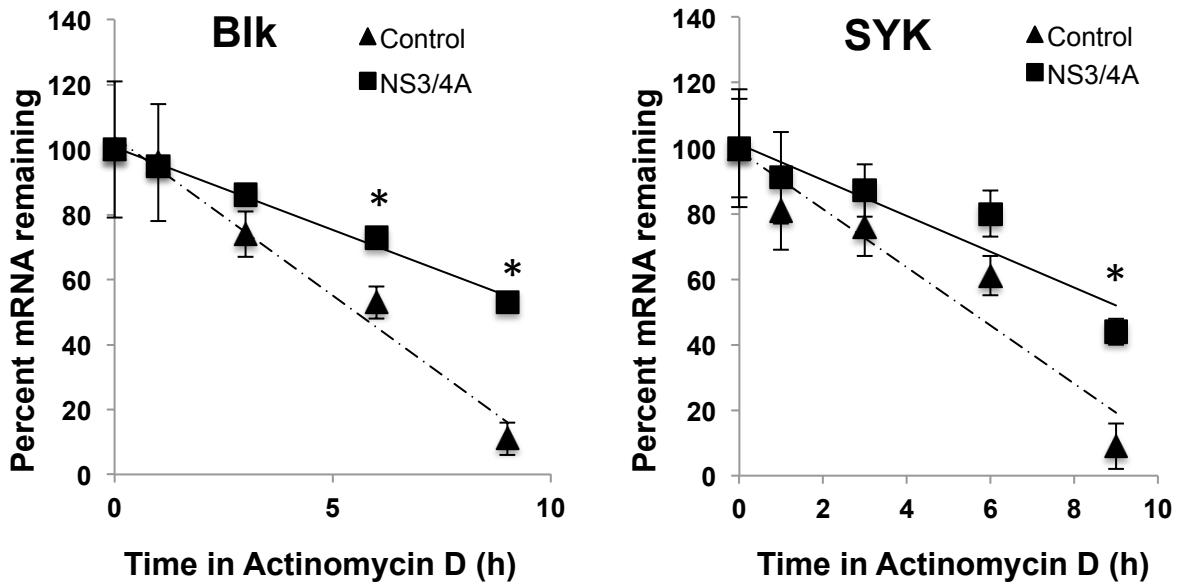 Blk
Control
NS3/4A
Percent mRNA remaining
140
120
100
80
60
40
20
0
*
*
0
5
10
Time in Actinomycin D (h)
SYK
Control
NS3/4A
Percent mRNA remaining
140
120
100
80
60
40
20
0
*
0
2
4
6
8
10
Time in Actinomycin D (h)